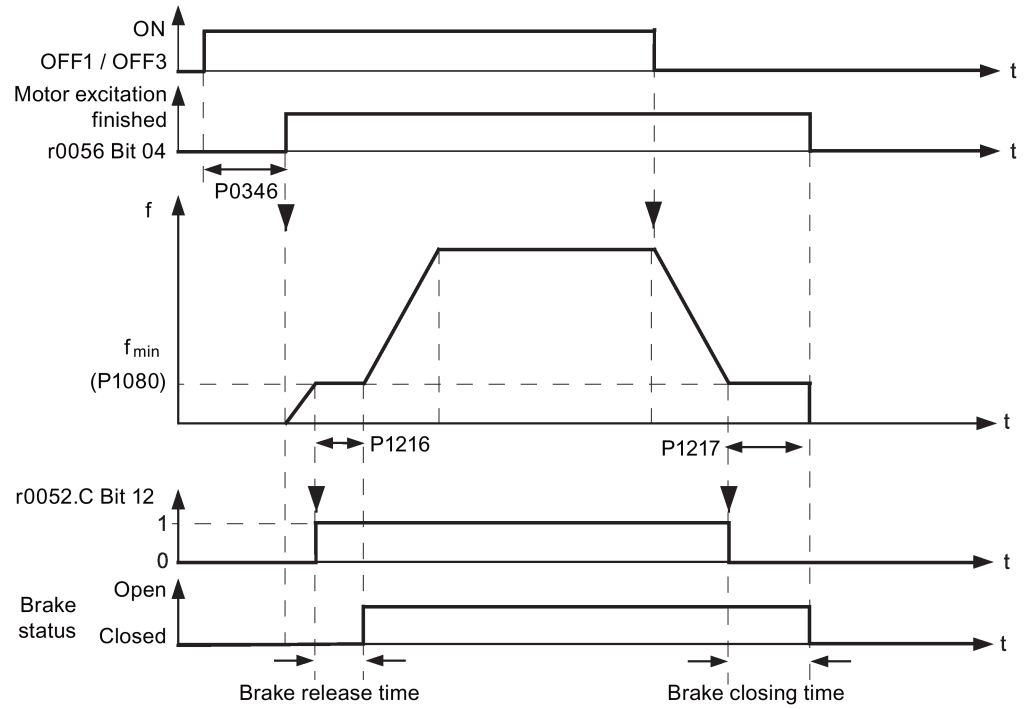 ON
OFF1 / OFF3
t
Motor excitation
finished
r0056 Bit 04
t
P0346
f
fmin
(P1080)
t
P1216
P1217
r0052.C Bit 12
1
0
t
Open
Brake
status
Closed
t
Brake release time
Brake closing time